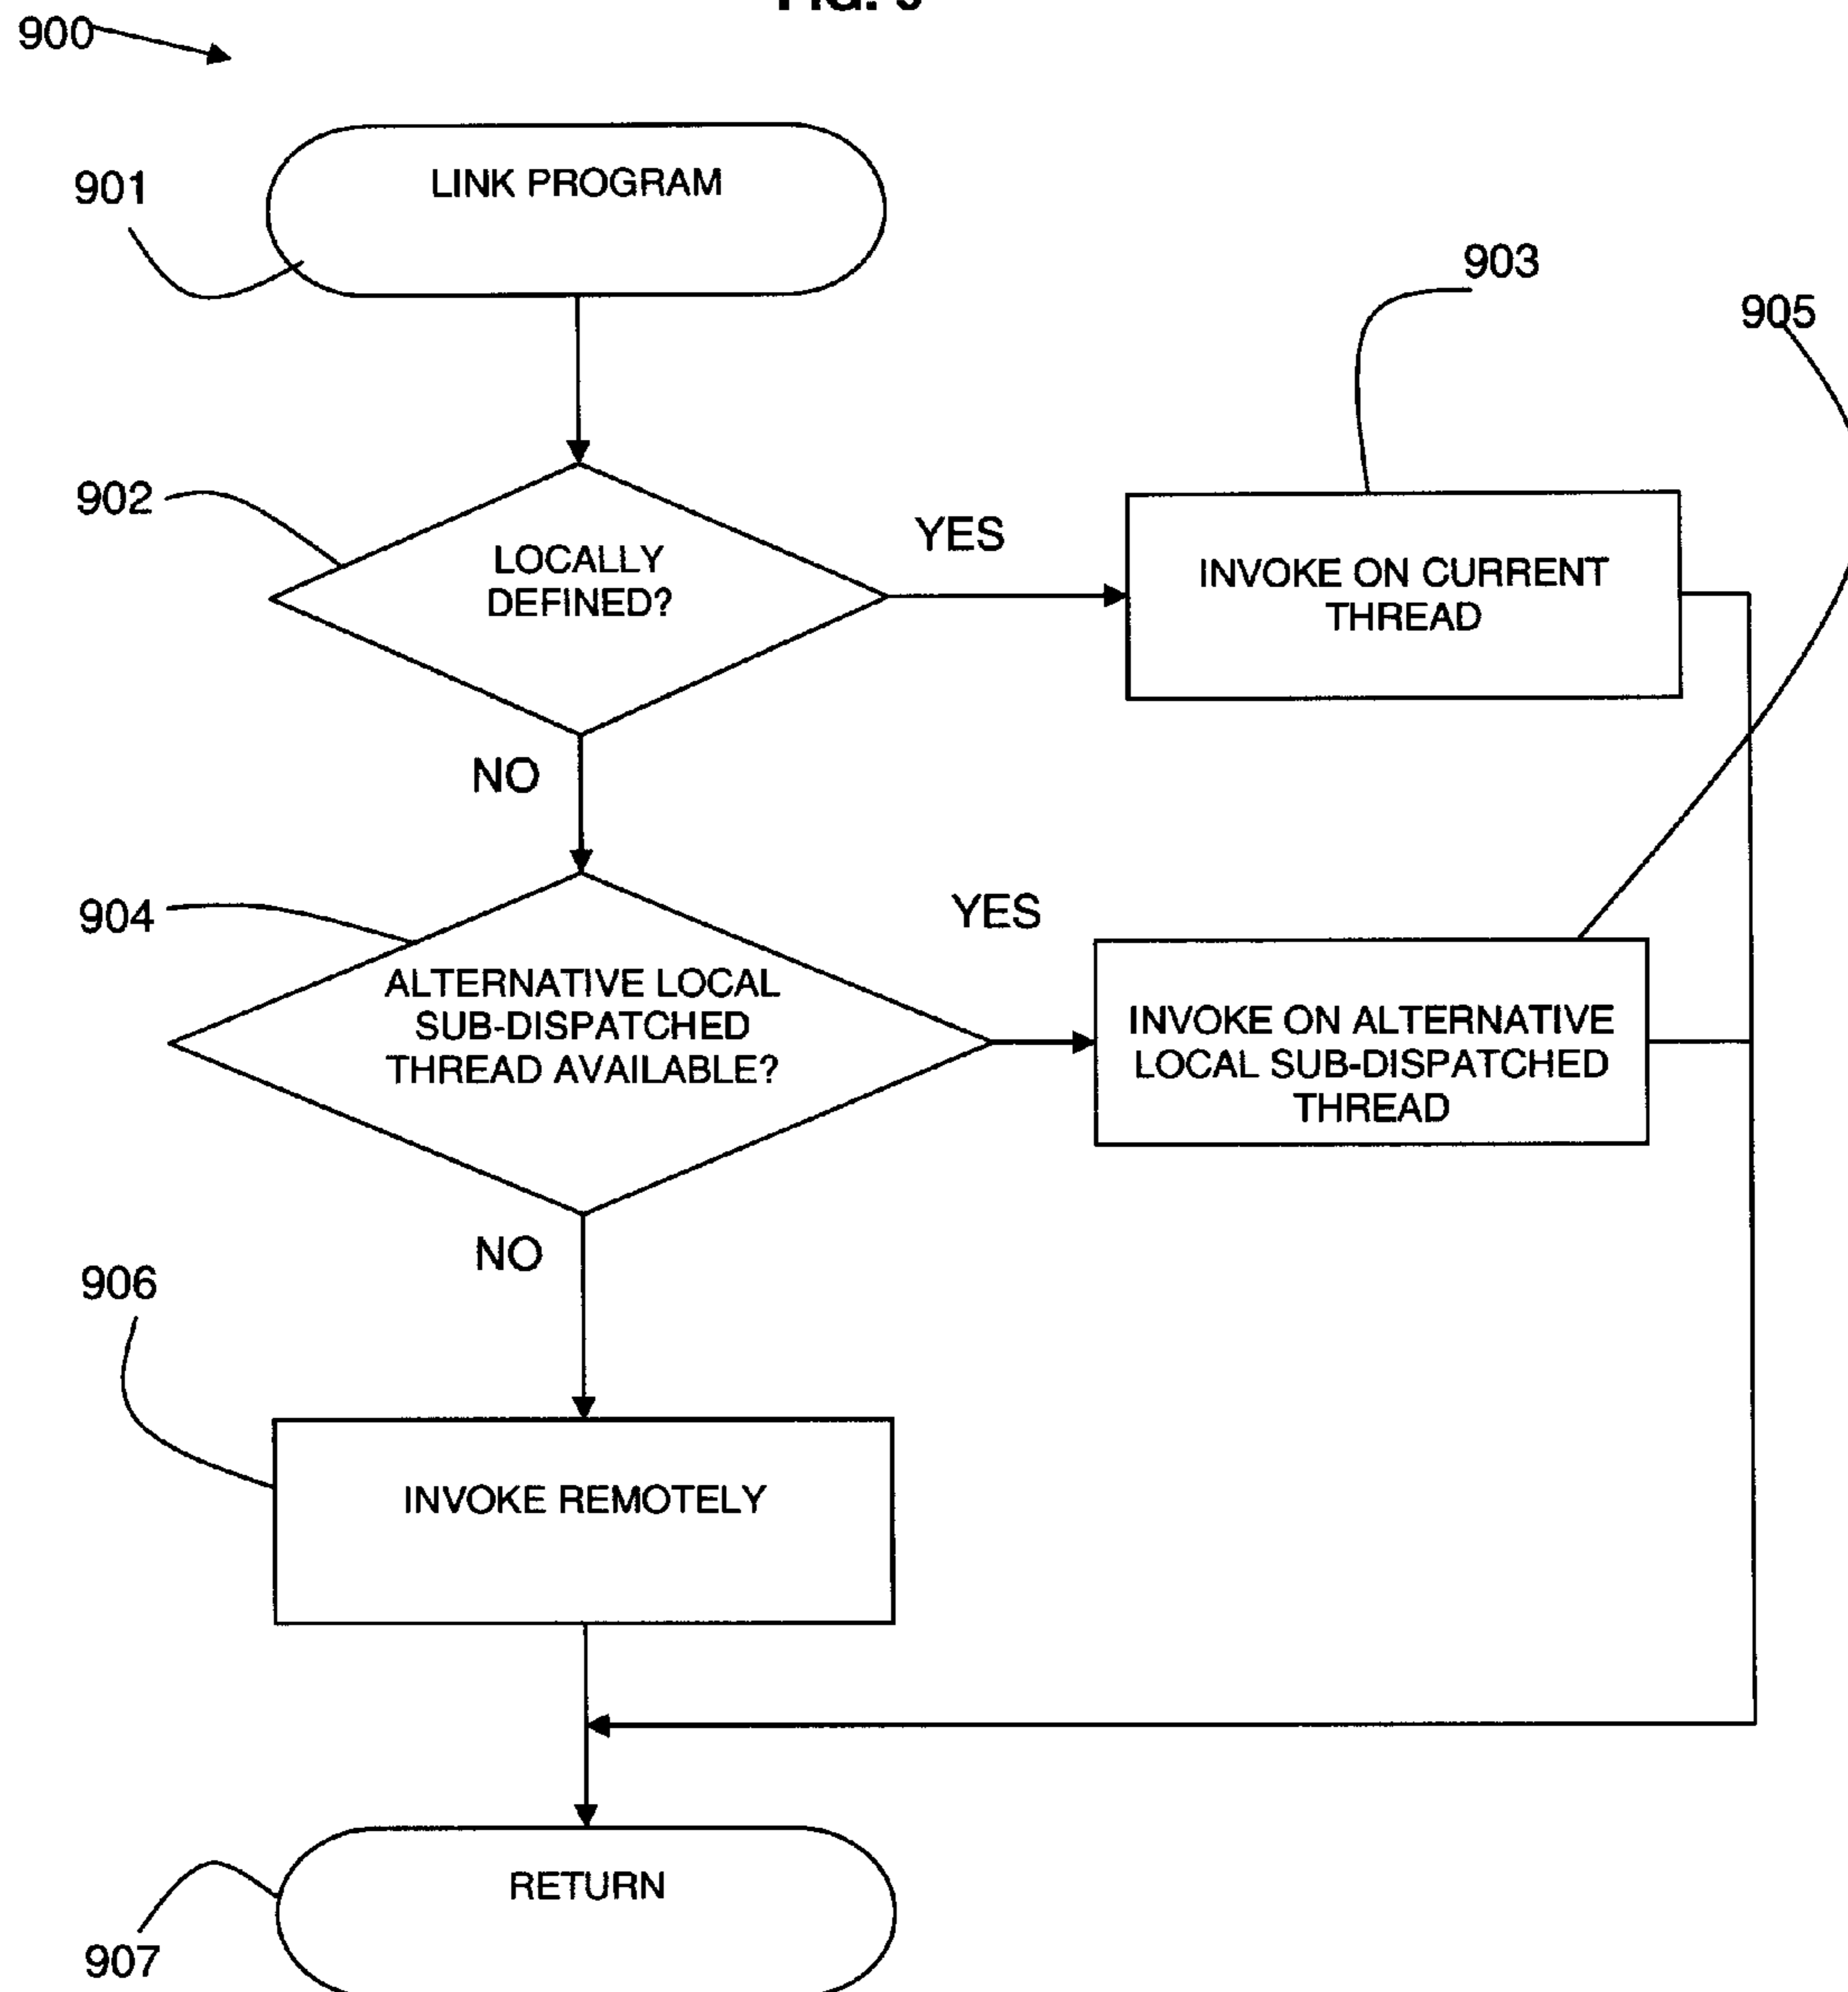 900
901
LINK PROGRAM
903
905
902
LOCALLY
DEFINED?
YES
INVOKE ON CURRENT
THREAD
NO
904
ALTERNATIVE LOCAL
SUB-DISPATCHED
THREAD AVAILABLE?
YES
INVOKE ON ALTERNATIVE
LOCAL SUB-DISPATCHED
THREAD
NO
906
INVOKE REMOTELY
RETURN
907